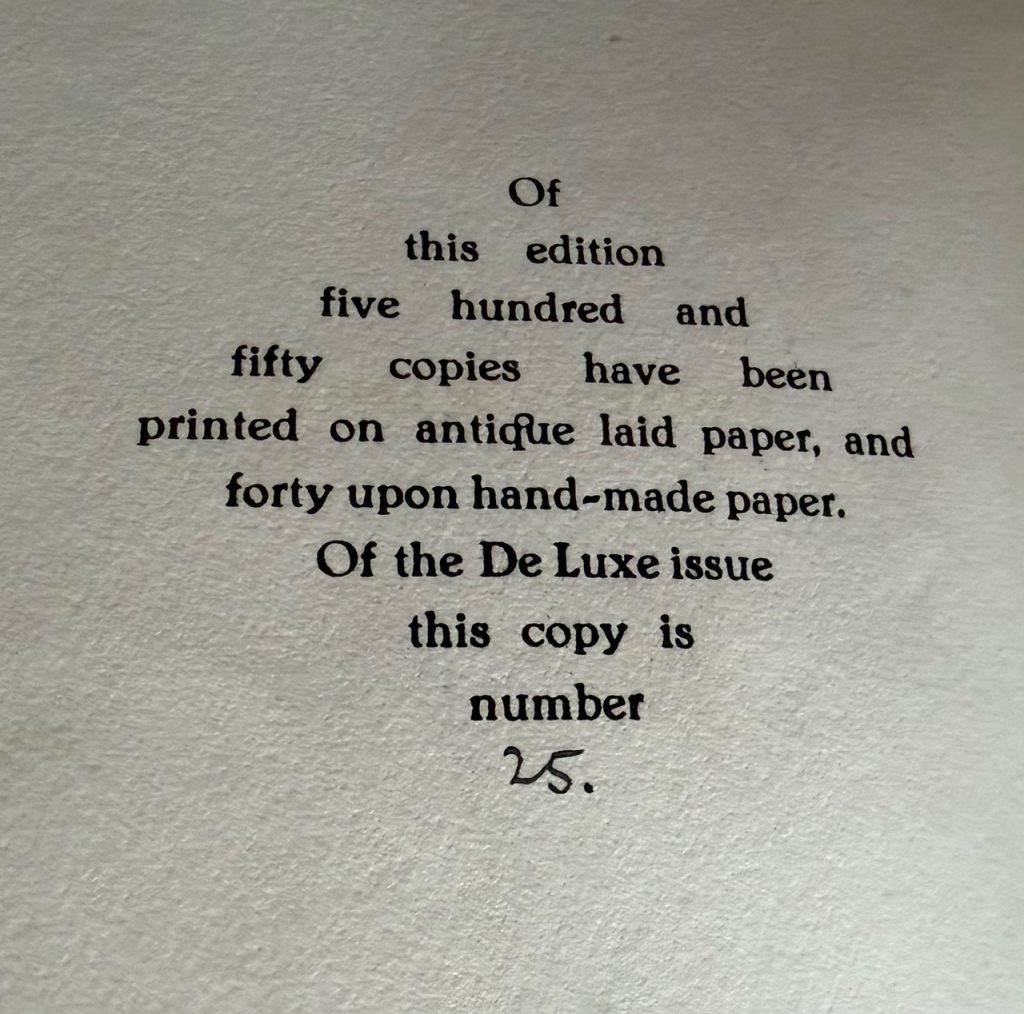 Of
this edition
five hundred and
fifty copies have been
printed on antique laid paper, and
forty upon hand-made paper.
Of the De Luxe issue
this copy is
number
25.